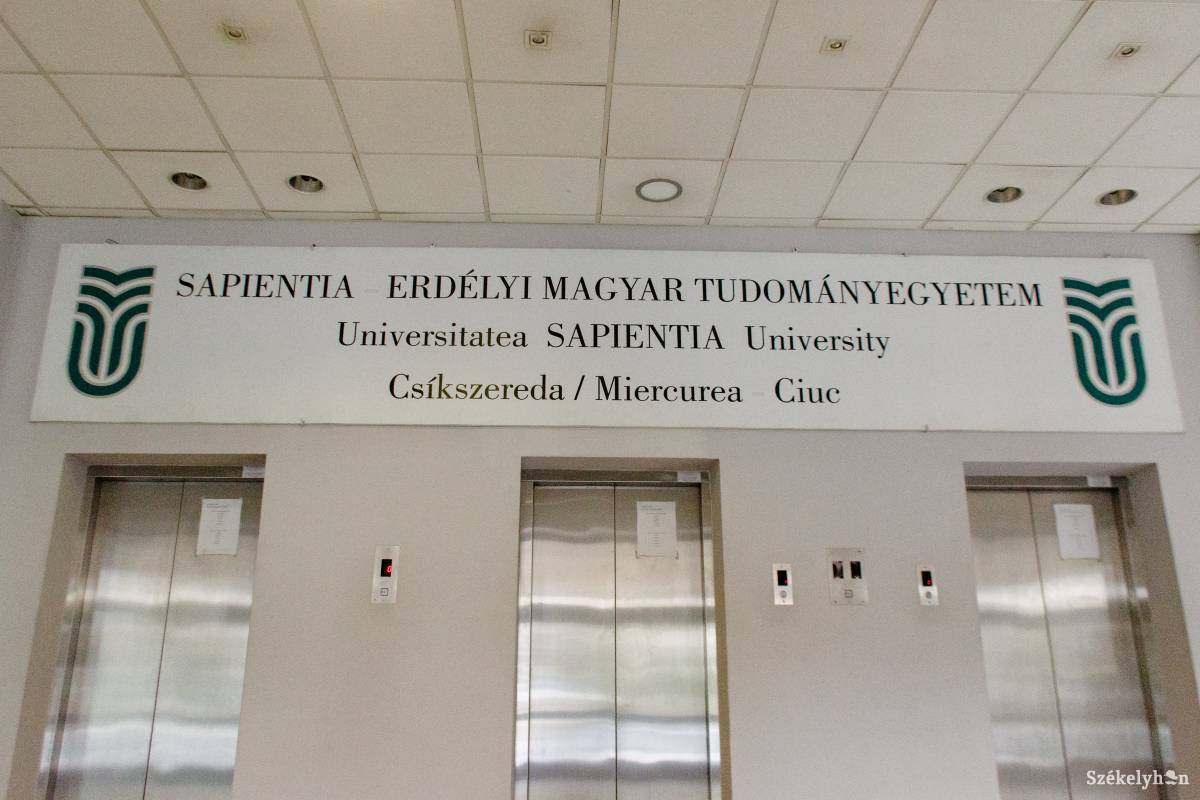 SAPIENTIA - ERDÉLYI MAGYAR TUDOMÁNYEGYETEM
Universitatea SAPIENTIA University
Csíkszereda / Miercurea - Ciuc
Székelyhon